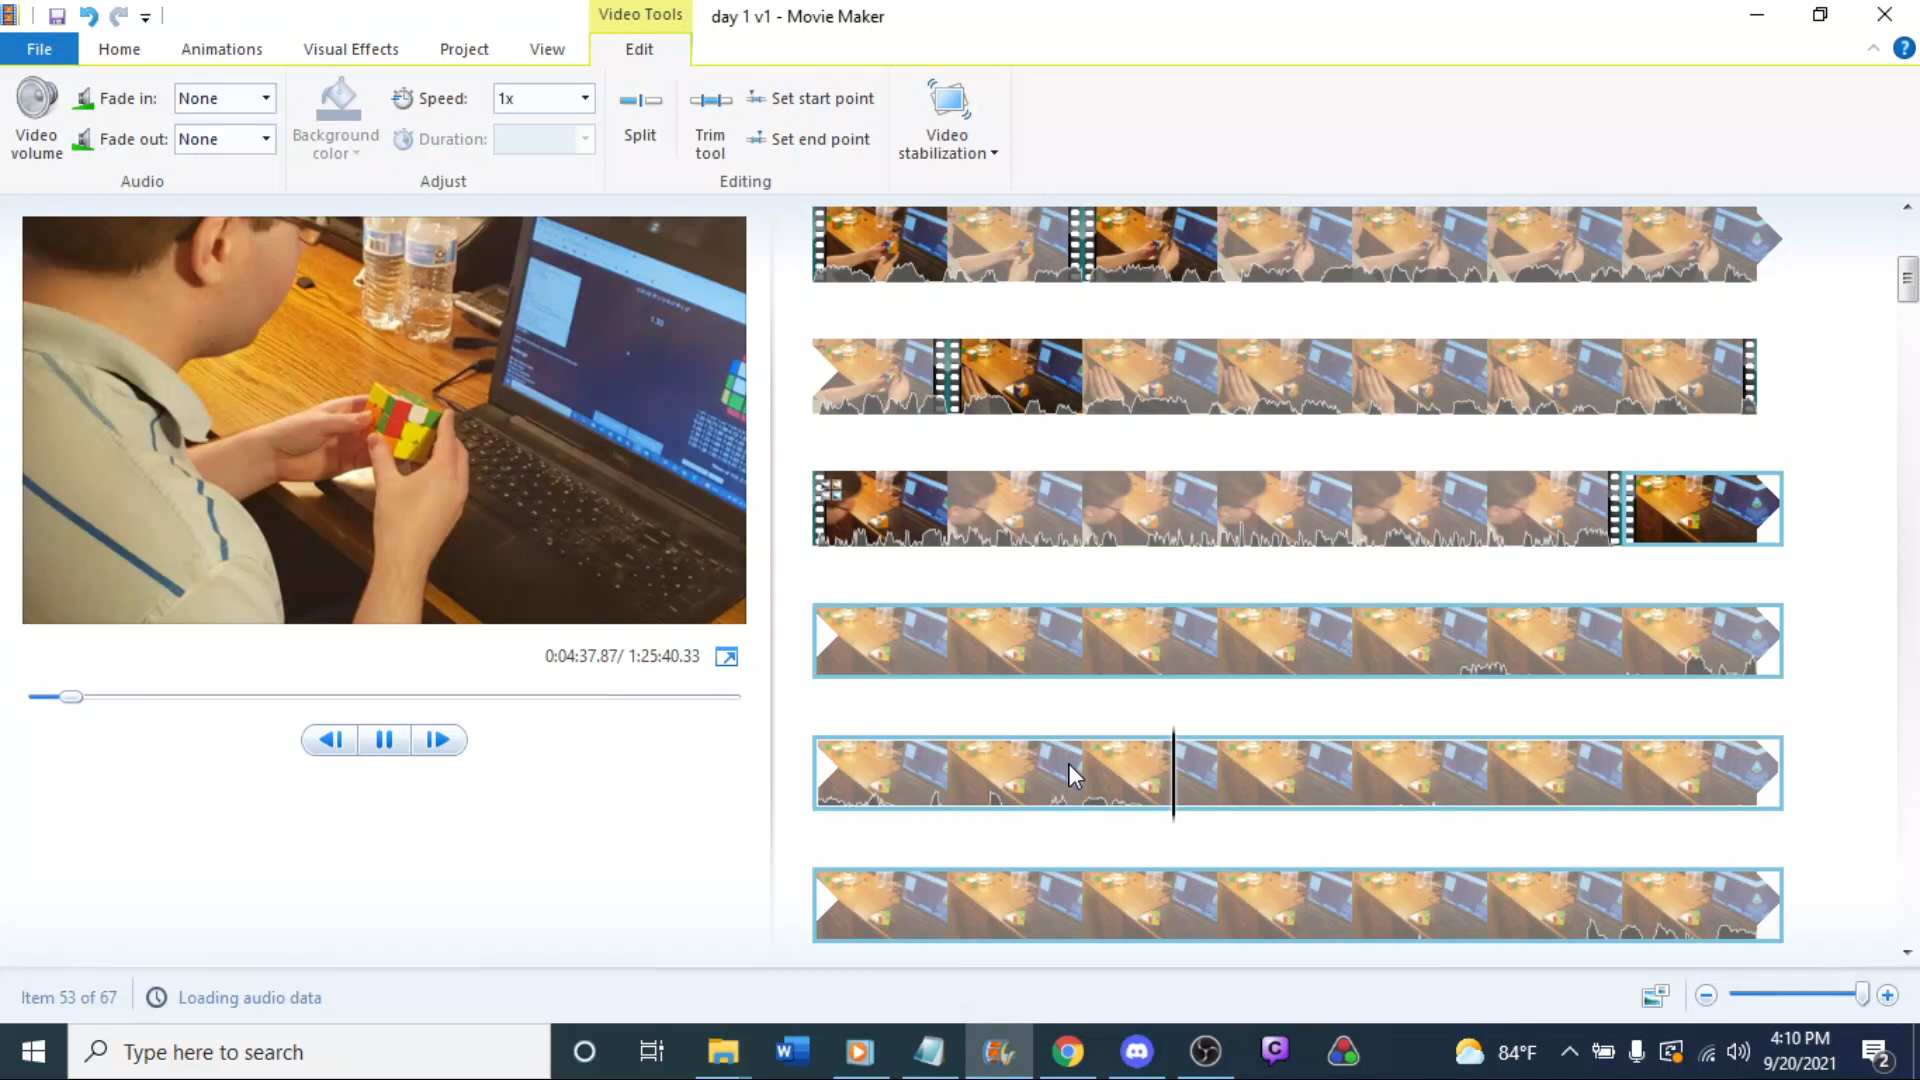 Video Tools
day 1 v1 - Movie Maker
File
Home
Animations
Visual Effects
Project
View
Edit
Video volume
Fade in:
None
Fade out:
None
Audio
Background color
Speed:
1x
Duration:
Adjust
Split
Trim tool
Set start point
Set end point
Editing
Video stabilization
0:04:37.87/ 1:25:40.33
Item 53 of 67
Loading audio data
Type here to search
84°F
4:10 PM
9/20/2021
2